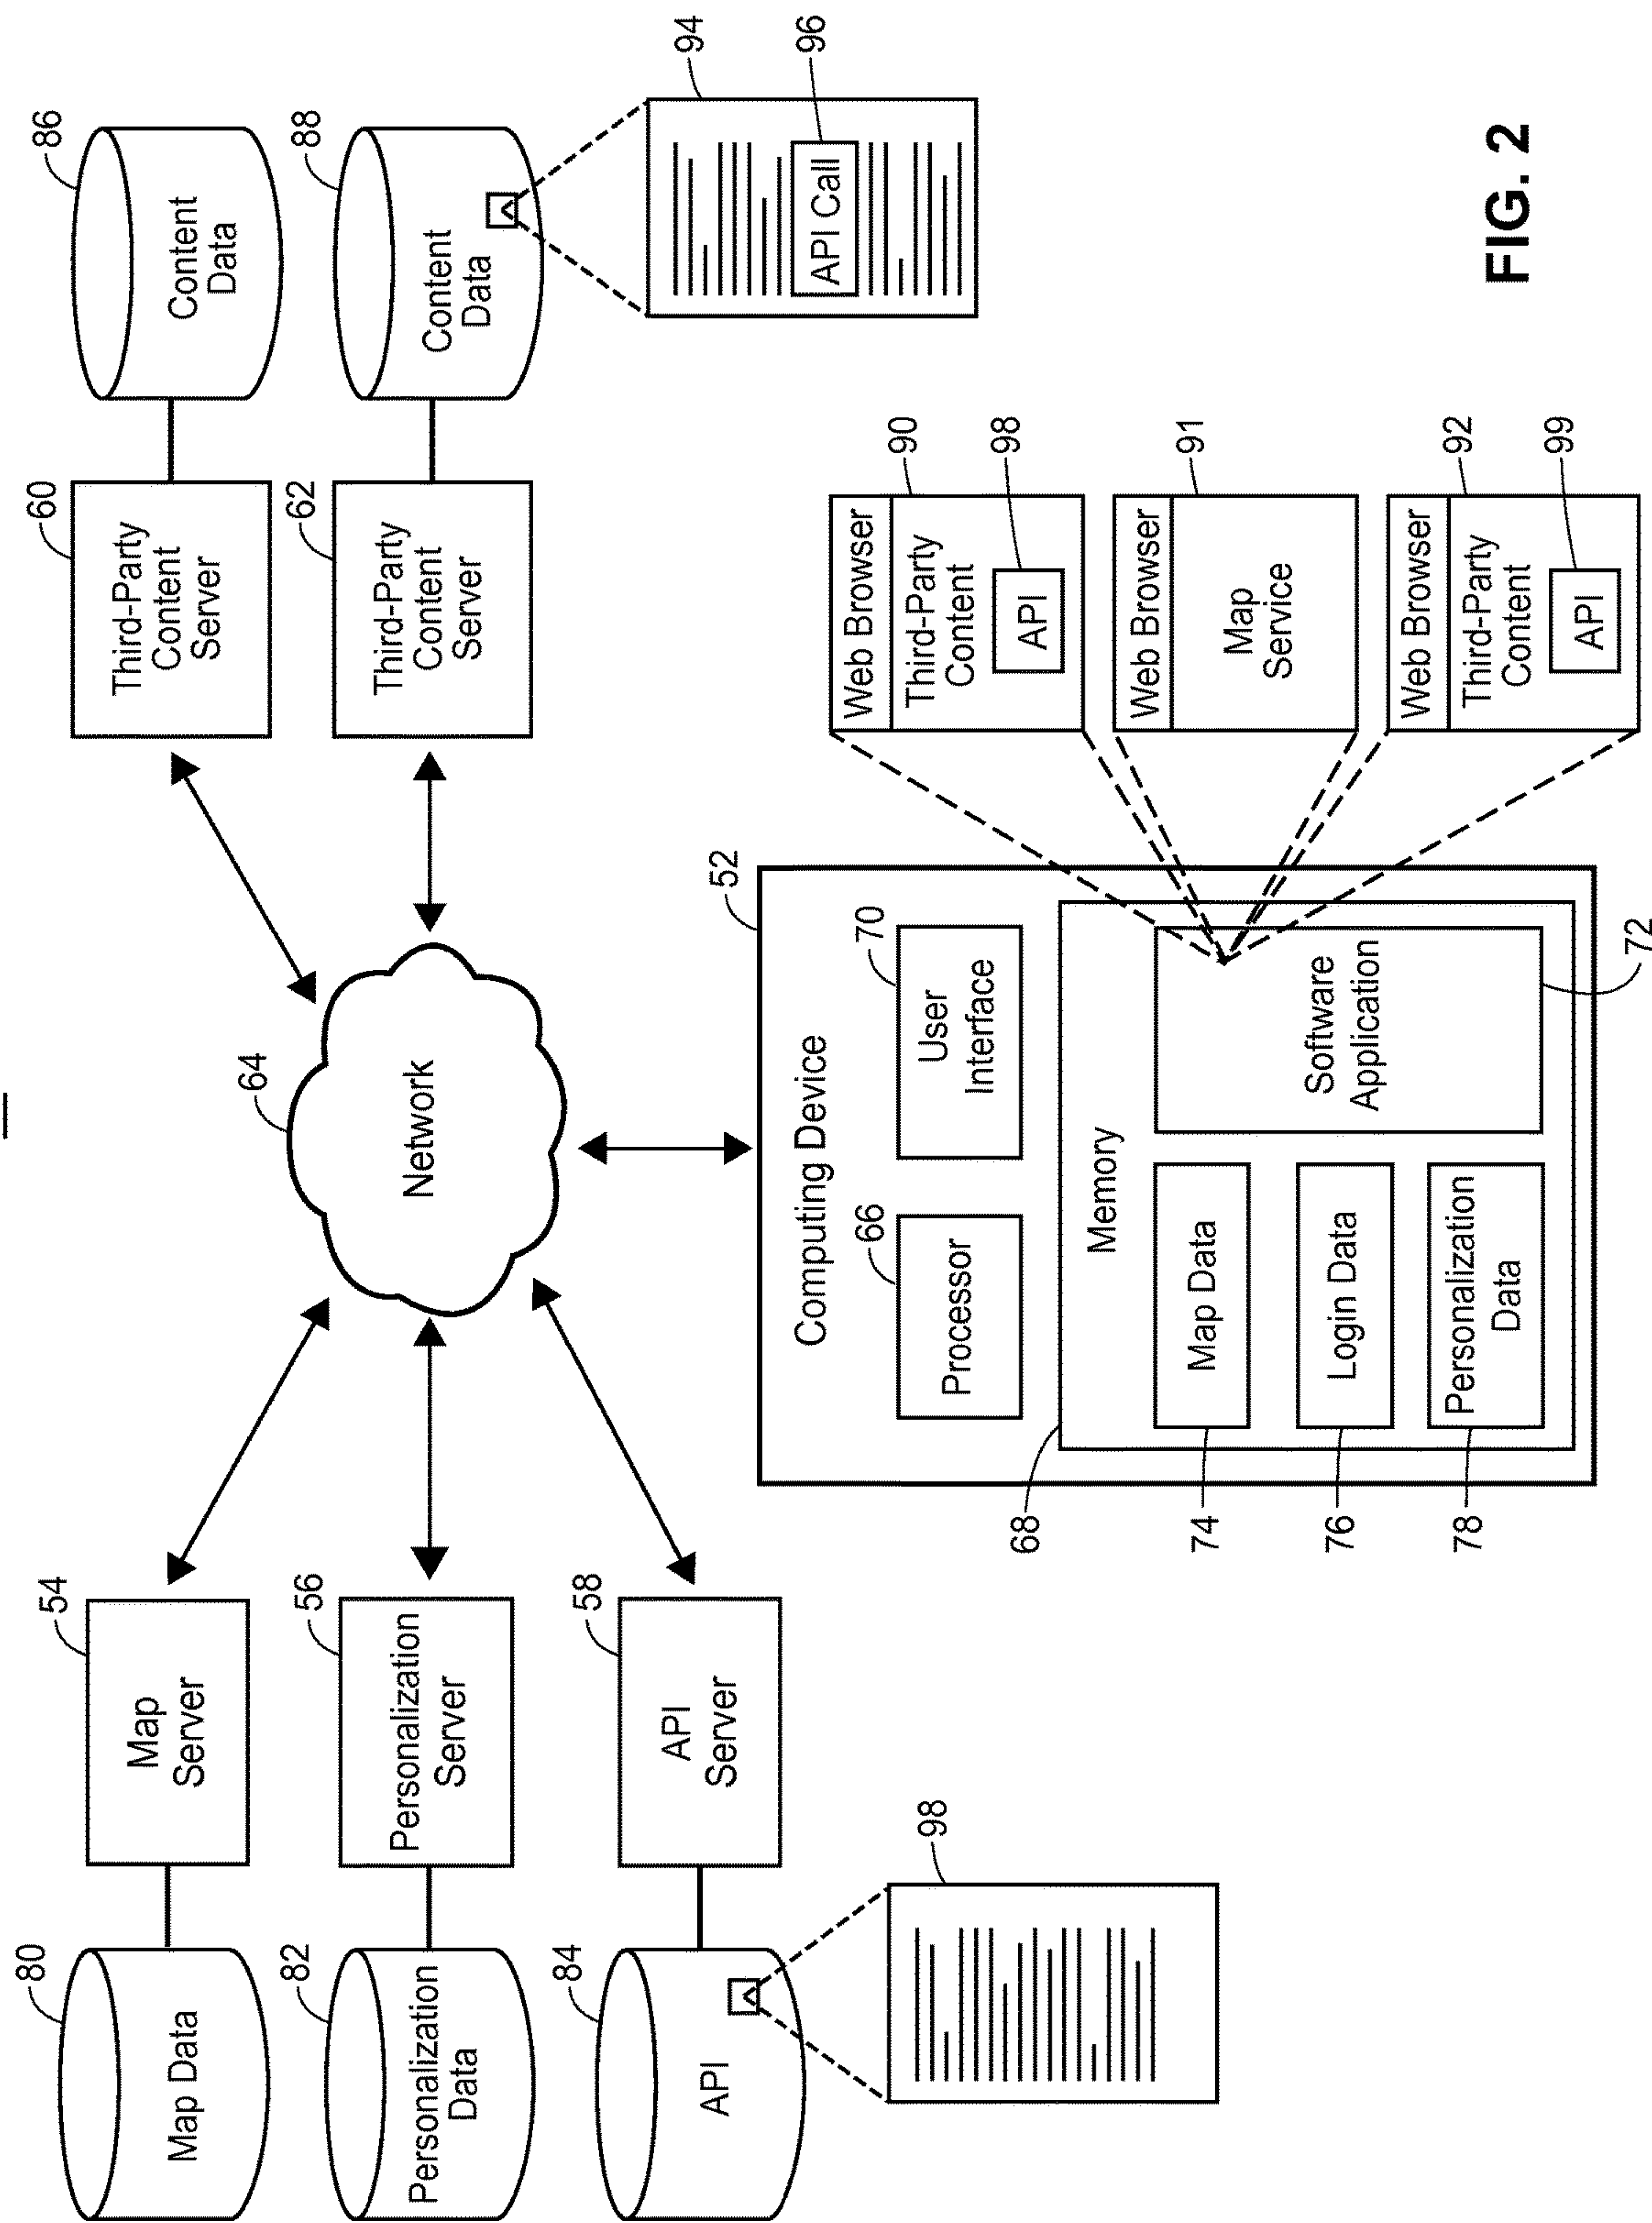 80
Map Data
54
Map
Server
82
Personalization
Data
56
Personalization
Server
84
API
58
API
Server
98
64
Network
60
Third-Party
Content
Server
86
Content
Data
62
Third-Party
Content
Server
88
Content
Data
94
API Call
96
52
Computing Device
66
Processor
70
User
Interface
68
Memory
74
Map Data
76
Login Data
78
Personalization
Data
Software
Application
72
Web Browser
90
Third-Party
Content
98
API
Web Browser
91
Map
Service
Web Browser
92
Third-Party
Content
99
API
FIG. 2